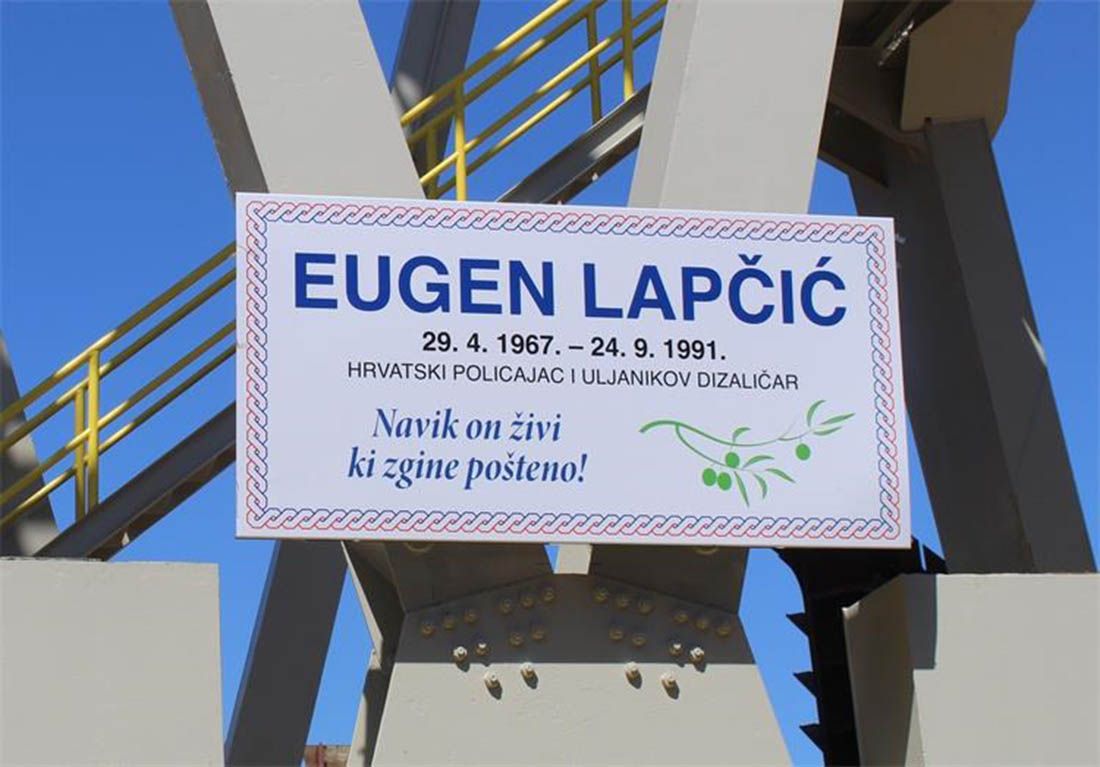 EUGEN LAPČIĆ
29. 4. 1967. – 24. 9. 1991.
HRVATSKI POLICAJAC I ULJANIKOV DIZALIČAR
Navik on živi
ki zgine pošteno!